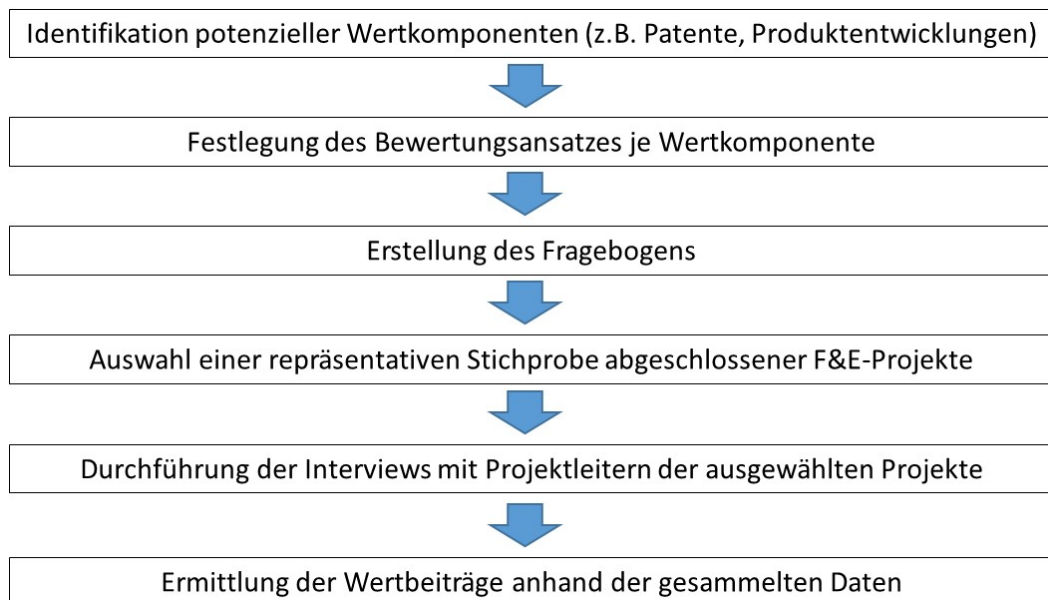 Identifikation potenzieller Wertkomponenten (z.B. Patente, Produktentwicklungen)
Festlegung des Bewertungsansatzes je Wertkomponente
Erstellung des Fragebogens
Auswahl einer repräsentativen Stichprobe abgeschlossener F&E-Projekte
Durchführung der Interviews mit Projektleitern der ausgewählten Projekte
Ermittlung der Wertbeiträge anhand der gesammelten Daten